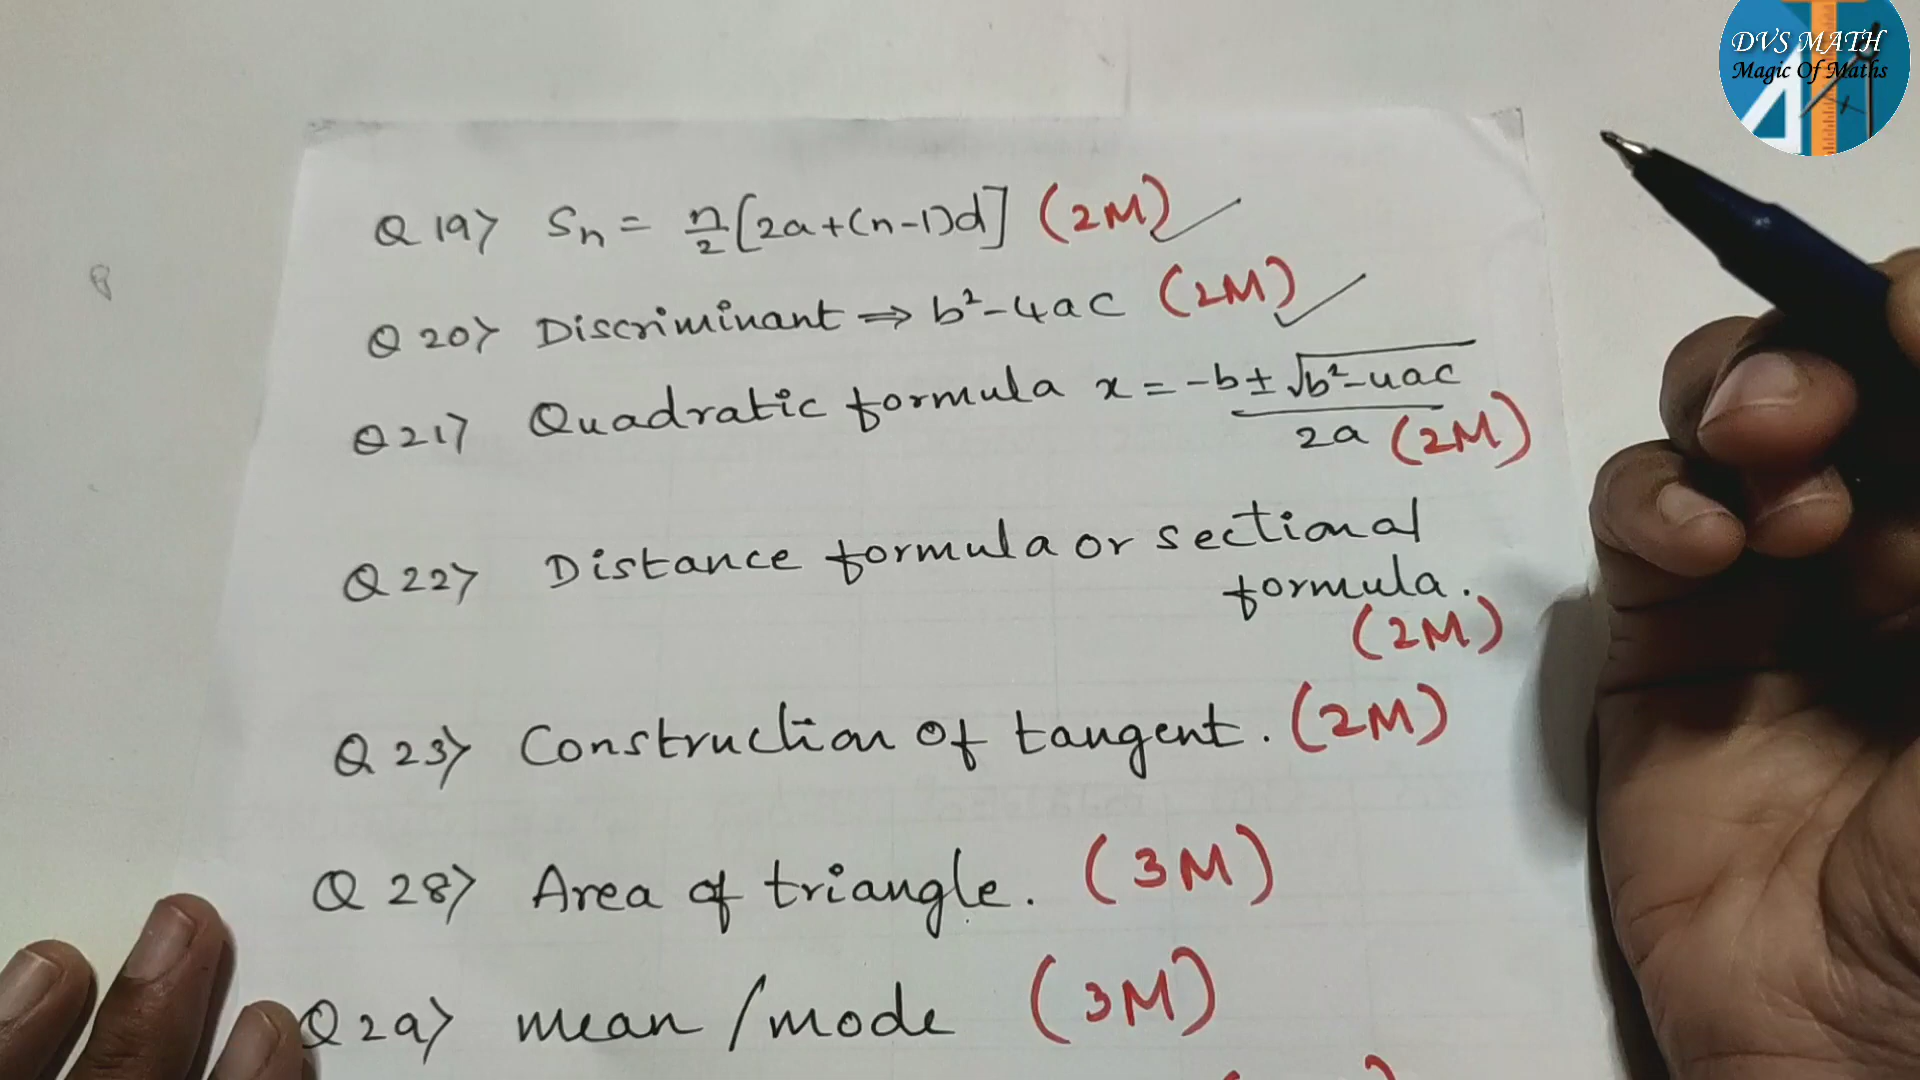 DVS MATH
Magic Of Maths
Q 19> Sn = n/2 [2a+(n-1)d] (2M) ✓
Q 20> Discriminant ⇒ b²-4ac (2M) ✓
Q 21> Quadratic formula x = -b ± √b²-4ac
2a (2M)
Q 22> Distance formula or sectional
formula.
(2M)
Q 23> Construction of tangent. (2M)
Q 28> Area of triangle. (3M)
Q 29> mean/mode (3M)